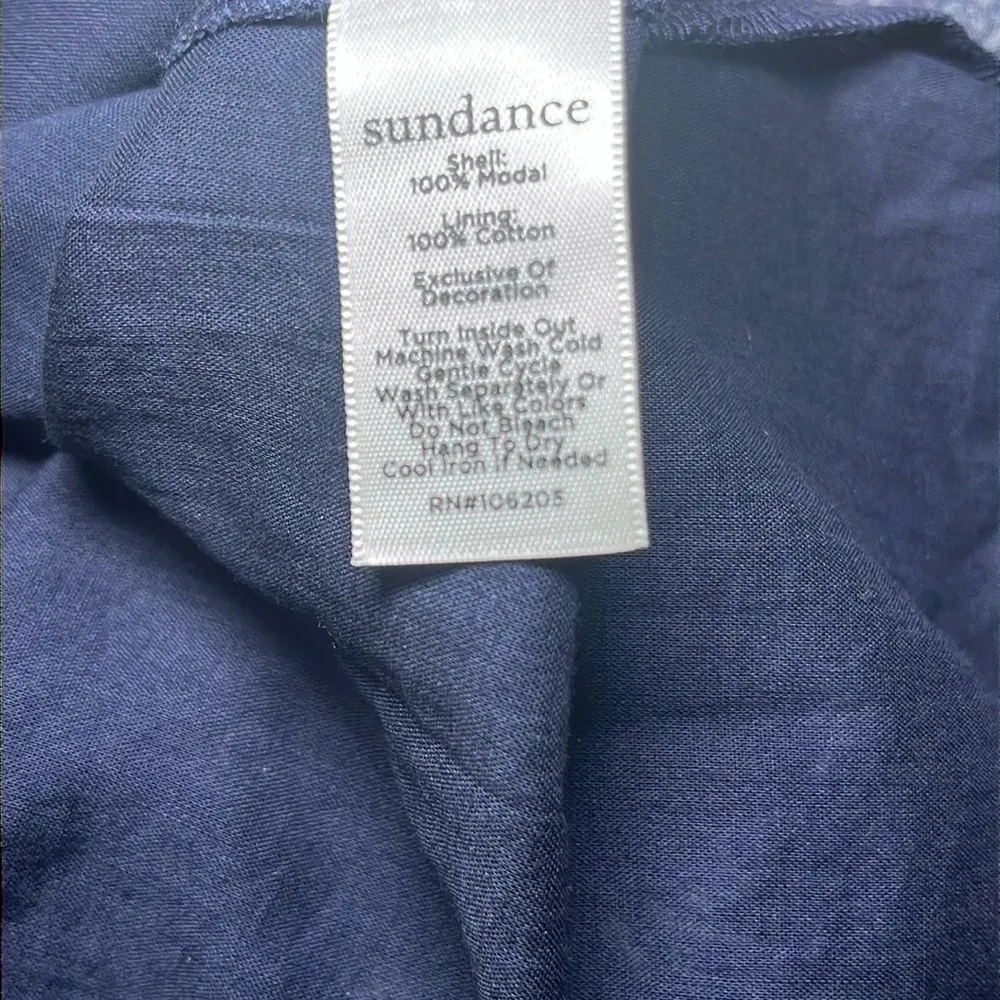 sundance
Shell:
100% Modal
Lining:
100% Cotton
Exclusive Of
Decoration
Turn Inside Out
Machine Wash Cold
Gentle Cycle
Wash Separately Or
With Like Colors
Do Not Bleach
Hang To Dry
Cool Iron If Needed
RN#106205